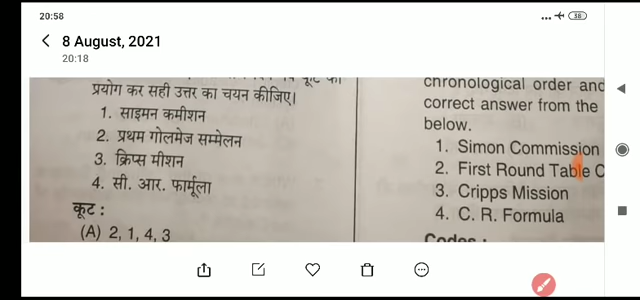 20:58
58
8 August, 2021
20:18
प्रयोग कर सही उत्तर का चयन कीजिए।
1. साइमन कमीशन
2. प्रथम गोलमेज सम्मेलन
3. क्रिप्स मीशन
4. सी. आर. फार्मूला
कूट :
(A) 2, 1, 4, 3
chronological order and
correct answer from the
below.
1. Simon Commission
2. First Round Table C
3. Cripps Mission
4. C. R. Formula
Codes :